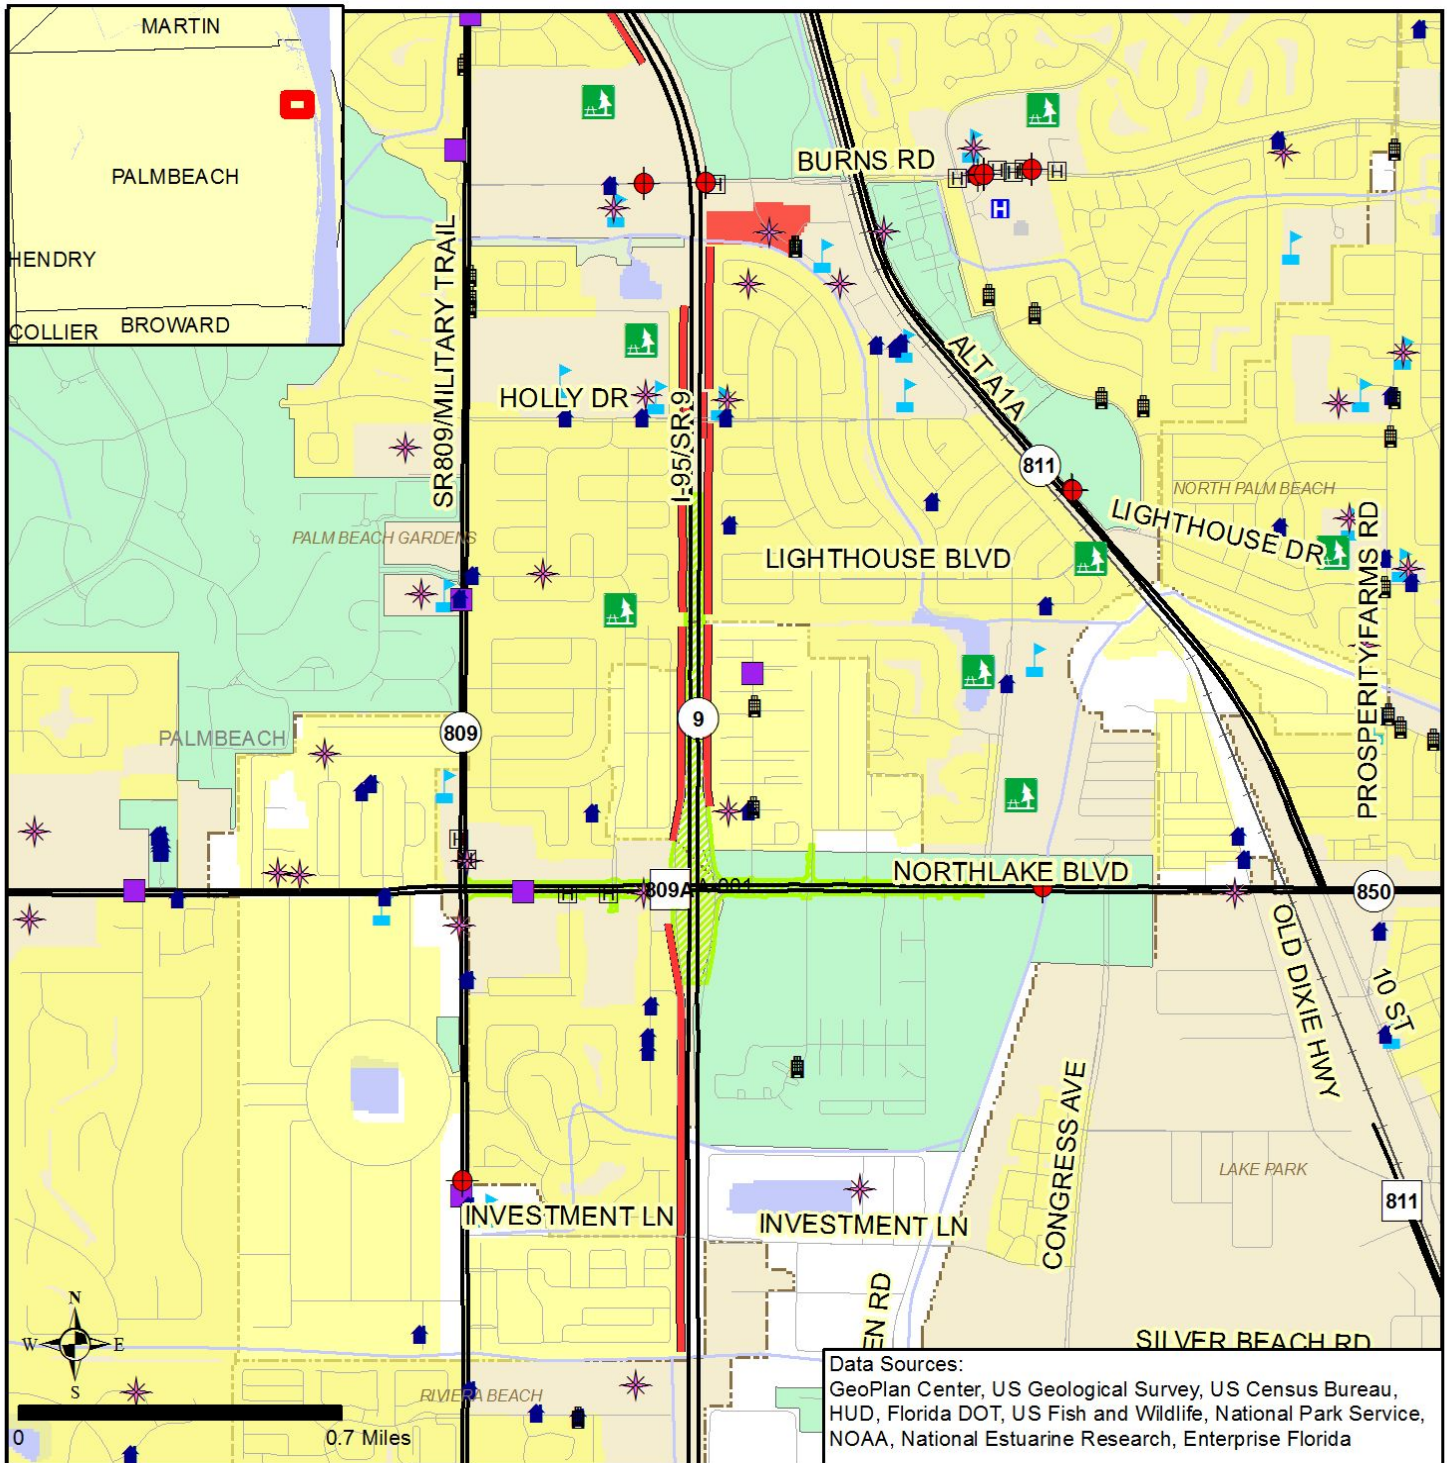 MARTIN
PALMBEACH
HENDRY
COLLIER
BROWARD
BURNS RD
H
H
H
H
H
H
SR809/MILITARY TRAIL
HOLLY DR
I-95/SR 9
ALT A1A
811
NORTH PALM BEACH
LIGHTHOUSE DR
PALM BEACH GARDENS
LIGHTHOUSE BLVD
PROSPERITY FARMS RD
9
809
PALMBEACH
H
H
NORTHLAKE BLVD
H
H
809A
850
OLD DIXIE HWY
10 ST
CONGRESS AVE
LAKE PARK
811
INVESTMENT LN
INVESTMENT LN
EN RD
SILVER BEACH RD
N
W
E
S
RIVIERA BEACH
0
0.7 Miles
Data Sources:
GeoPlan Center, US Geological Survey, US Census Bureau,
HUD, Florida DOT, US Fish and Wildlife, National Park Service,
NOAA, National Estuarine Research, Enterprise Florida